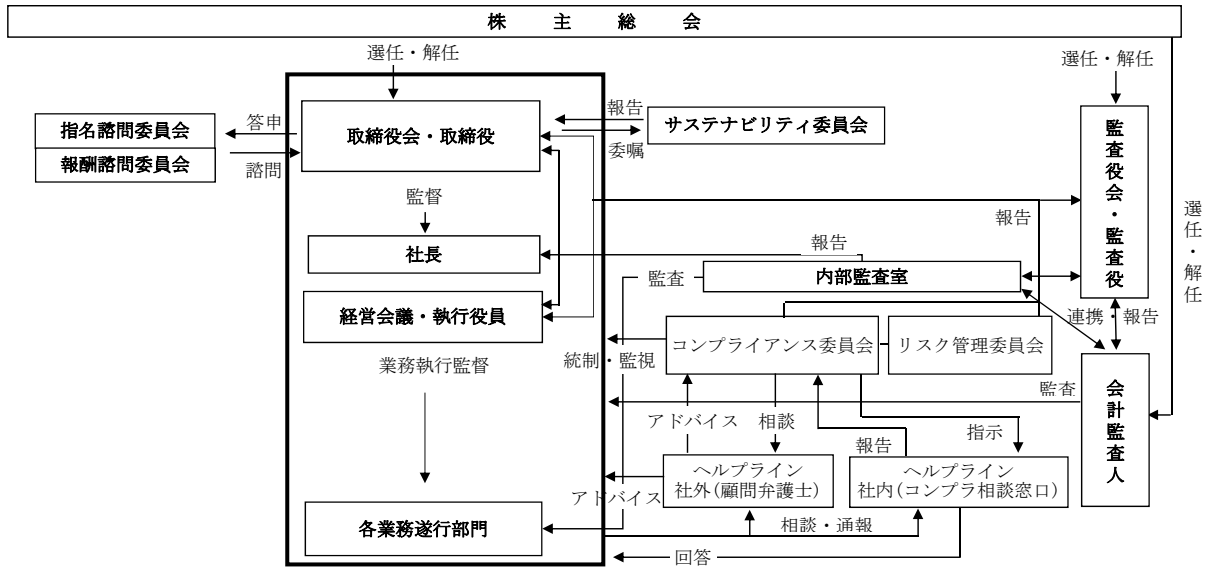 株主総会
選任・解任
選任・解任
指名諮問委員会
報酬諮問委員会
答申
諮問
取締役会・取締役
報告
委嘱
サステナビリティ委員会
監査役会・監査役
選任・解任
監督
報告
社長
報告
監査
内部監査室
経営会議・執行役員
連携・報告
業務執行監督
統制・監視
コンプライアンス委員会
リスク管理委員会
監査
会計監査人
アドバイス
相談
報告
指示
ヘルプライン
社外(顧問弁護士)
ヘルプライン
社内(コンプラ相談窓口)
アドバイス
各業務遂行部門
相談・通報
回答